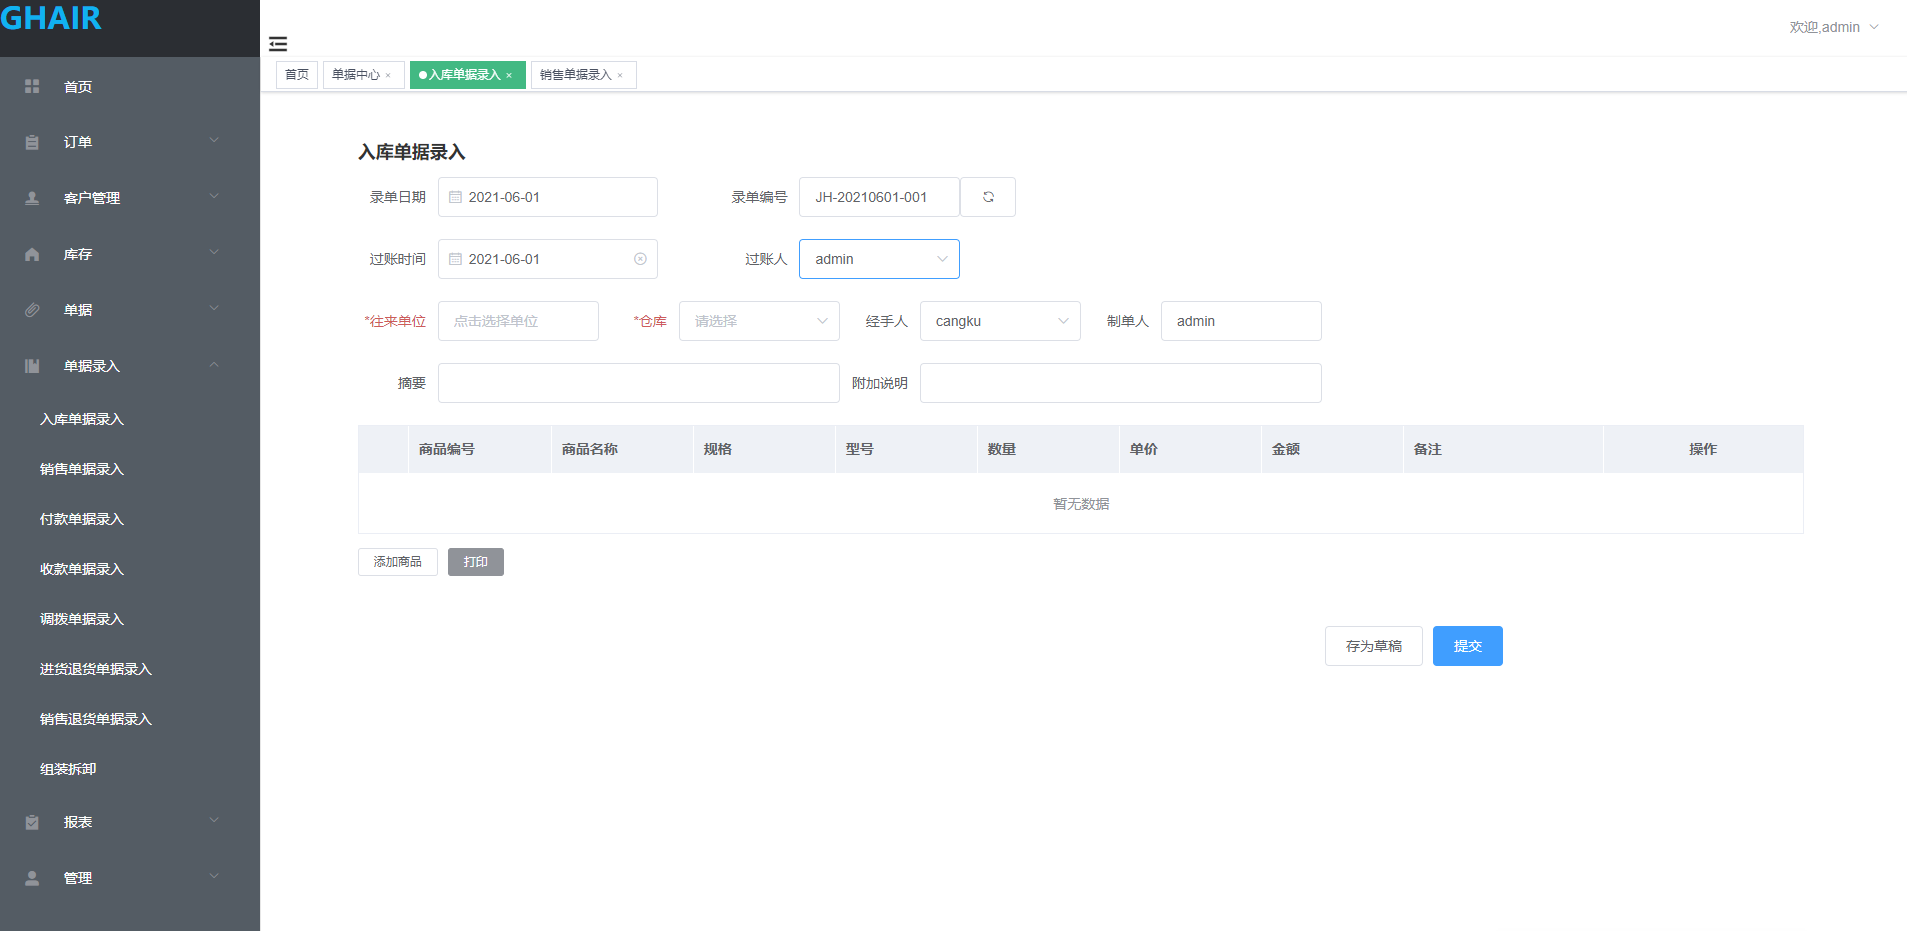 GHAIR
欢迎,admin
首页 单据中心 × 入库单据录入 × 销售单据录入 ×
首页
订单
客户管理
库存
单据
单据录入
入库单据录入
销售单据录入
付款单据录入
收款单据录入
调拨单据录入
进货退货单据录入
销售退货单据录入
组装拆卸
报表
管理
入库单据录入
录单日期 2021-06-01 录单编号 JH-20210601-001
过账时间 2021-06-01 过账人 admin
*往来单位 点击选择单位 *仓库 请选择 经手人 cangku 制单人 admin
摘要 附加说明
商品编号 商品名称 规格 型号 数量 单价 金额 备注 操作
暂无数据
添加商品 打印
存为草稿 提交